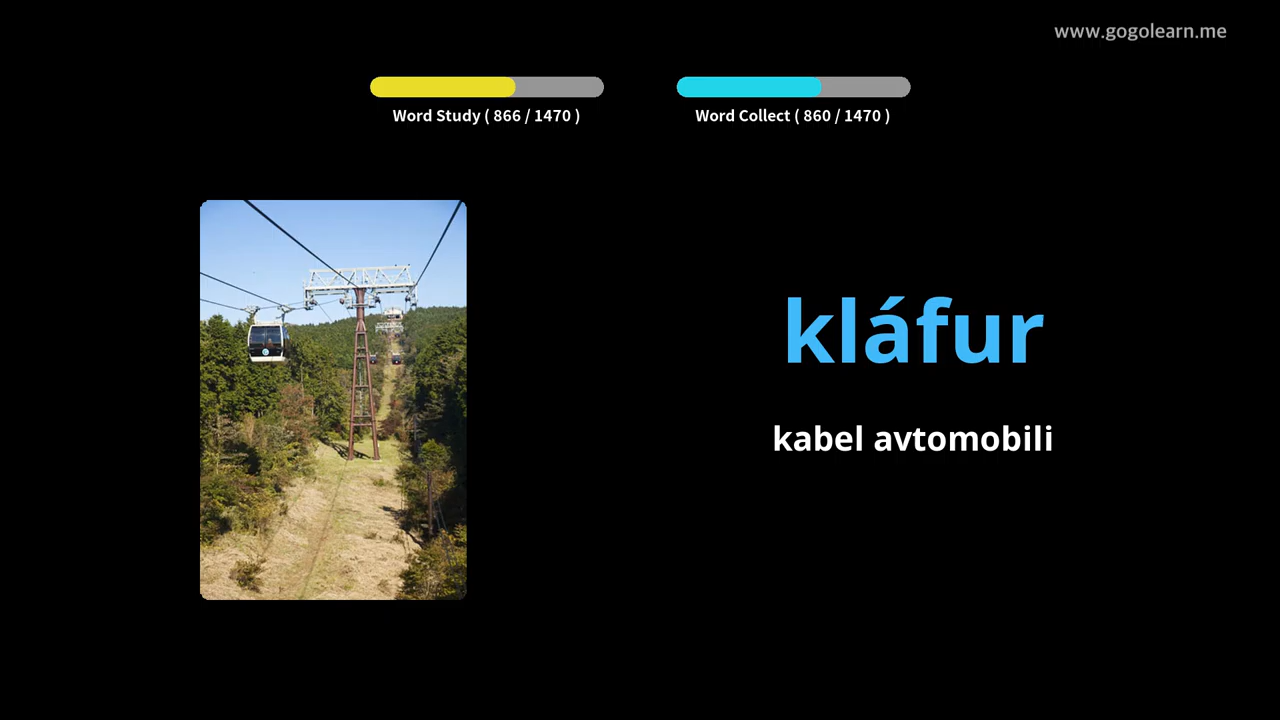 www.gogolearn.me
Word Study ( 866 / 1470 )
Word Collect ( 860 / 1470 )
kláfur
kabel avtomobili